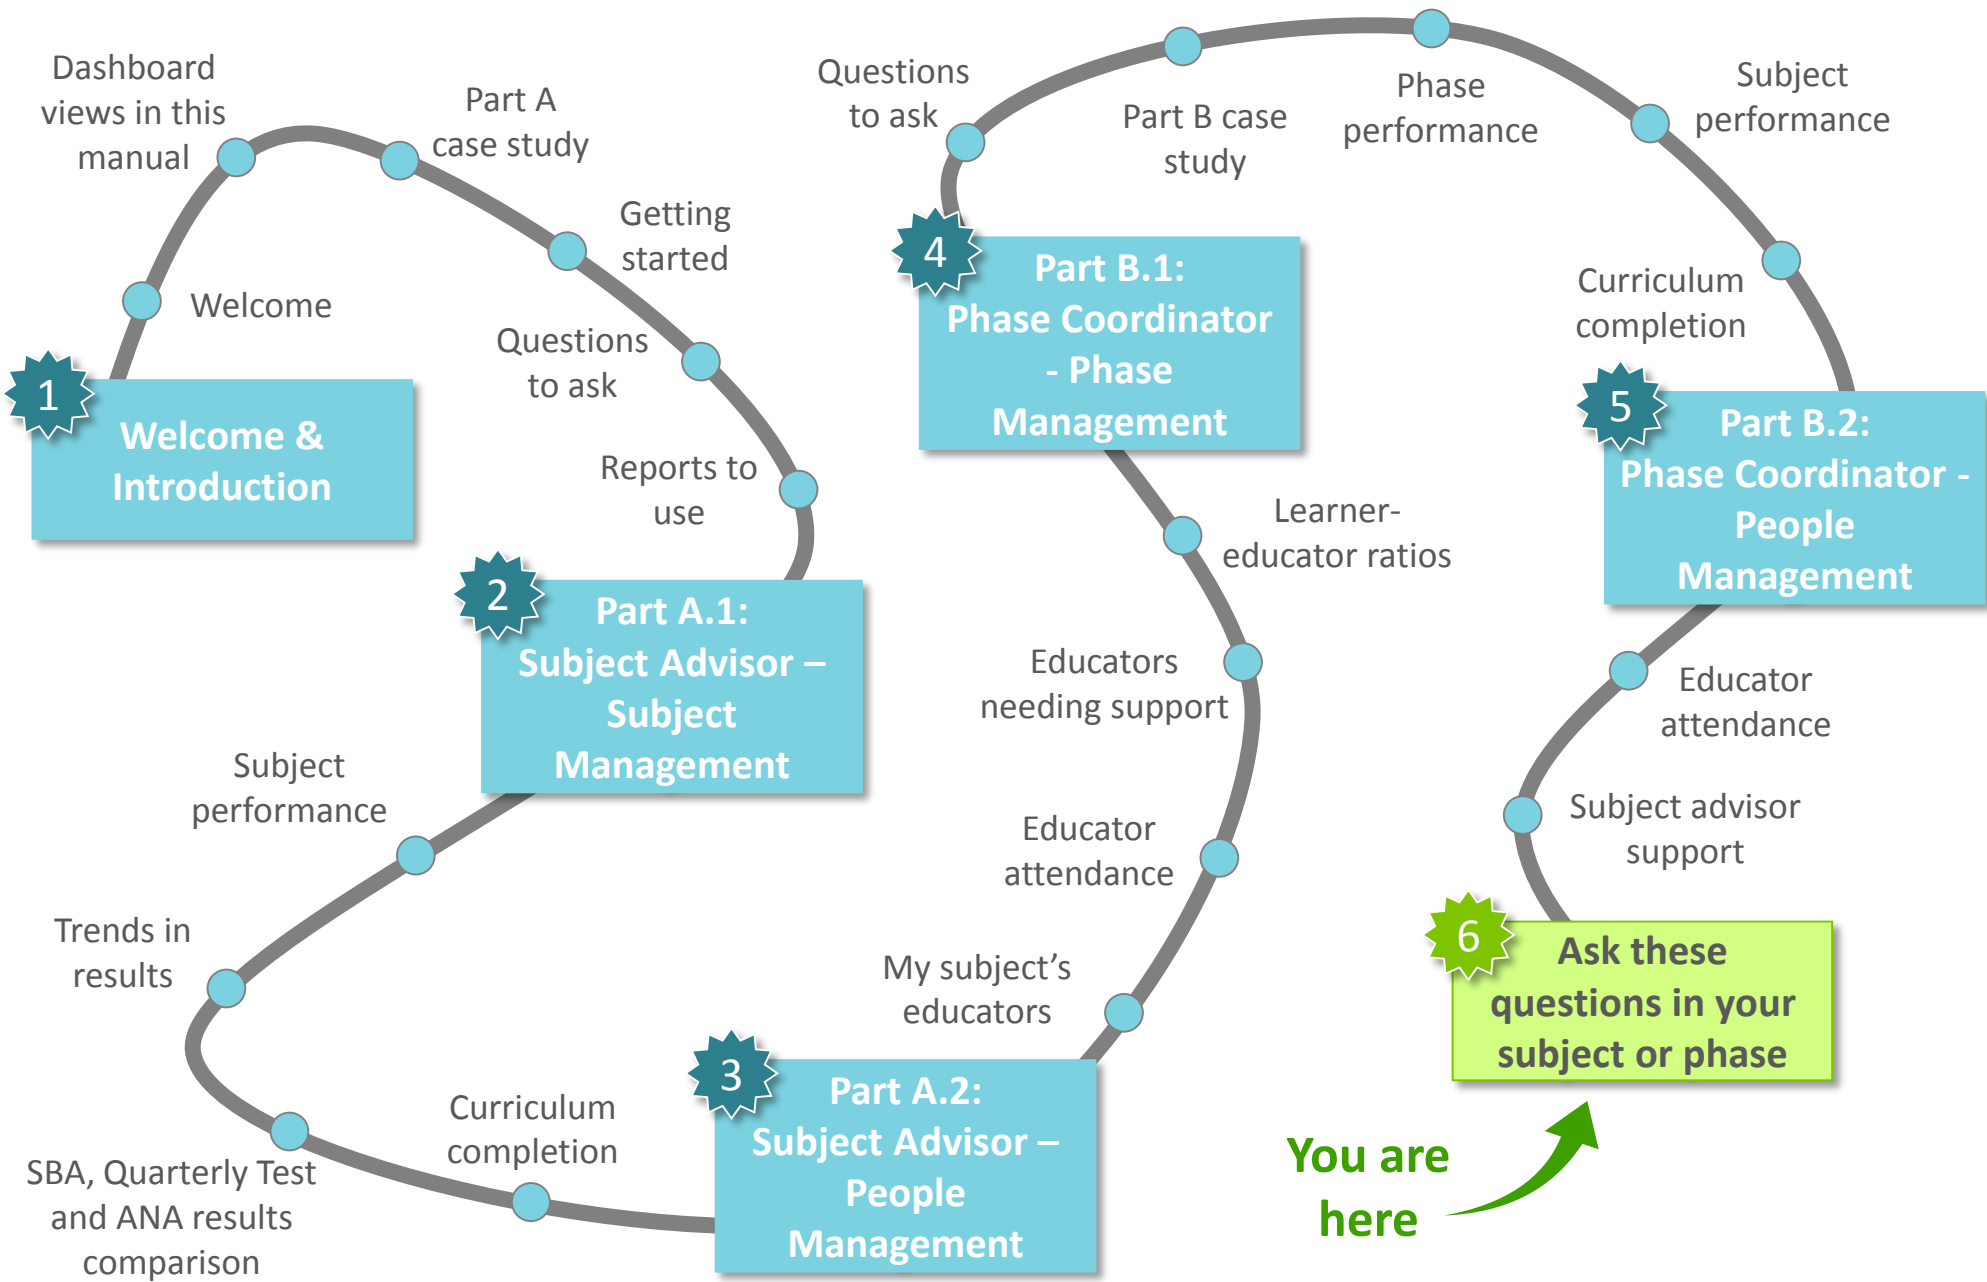 1
Welcome &
Introduction
Welcome
Dashboard
views in this
manual
Part A
case study
Getting
started
Questions
to ask
Reports to
use
2
Part A.1:
Subject Advisor –
Subject
Management
Subject
performance
Trends in
results
SBA, Quarterly Test
and ANA results
comparison
Curriculum
completion
3
Part A.2:
Subject Advisor –
People
Management
My subject’s
educators
Educator
attendance
Educators
needing support
Learner-
educator ratios
4
Part B.1:
Phase Coordinator
- Phase
Management
Questions
to ask
Part B case
study
Phase
performance
Subject
performance
Curriculum
completion
5
Part B.2:
Phase Coordinator -
People
Management
Educator
attendance
Subject advisor
support
6
Ask these
questions in your
subject or phase
You are
here